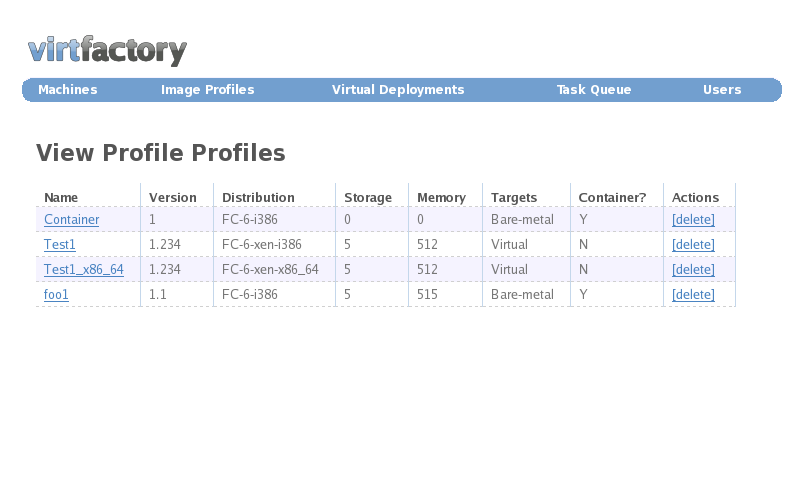 virtfactory
Machines Image Profiles Virtual Deployments Task Queue Users
View Profile Profiles
Name Version Distribution Storage Memory Targets Container? Actions
Container 1 FC-6-i386 0 0 Bare-metal Y [delete]
Test1 1.234 FC-6-xen-i386 5 512 Virtual N [delete]
Test1_x86_64 1.234 FC-6-xen-x86_64 5 512 Virtual N [delete]
foo1 1.1 FC-6-i386 5 515 Bare-metal Y [delete]